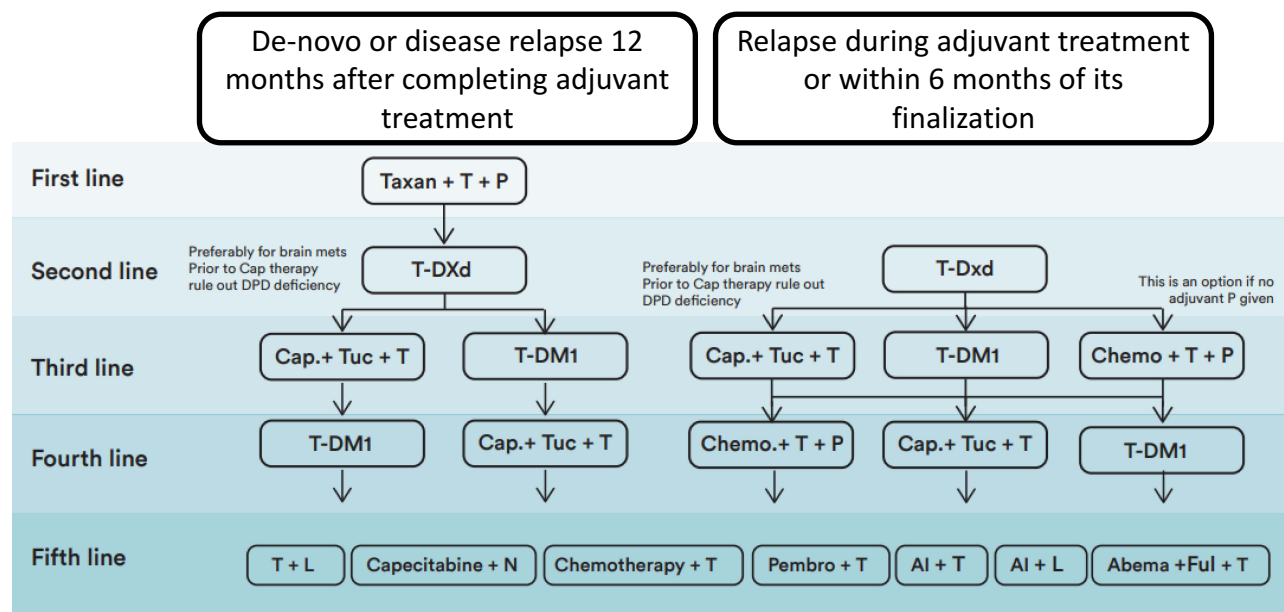 De-novo or disease relapse 12
months after completing adjuvant
treatment
Relapse during adjuvant treatment
or within 6 months of its
finalization
First line
Taxan + T + P
Second line
Preferably for brain mets
Prior to Cap therapy
rule out DPD deficiency
T-DXd
Preferably for brain mets
Prior to Cap therapy rule out
DPD deficiency
T-Dxd
This is an option if no
adjuvant P given
Third line
Cap.+ Tuc + T
T-DM1
Cap.+ Tuc + T
T-DM1
Chemo + T + P
Fourth line
T-DM1
Cap.+ Tuc + T
Chemo.+ T + P
Cap.+ Tuc + T
T-DM1
Fifth line
T + L
Capecitabine + N
Chemotherapy + T
Pembro + T
AI + T
AI + L
Abema +Ful + T